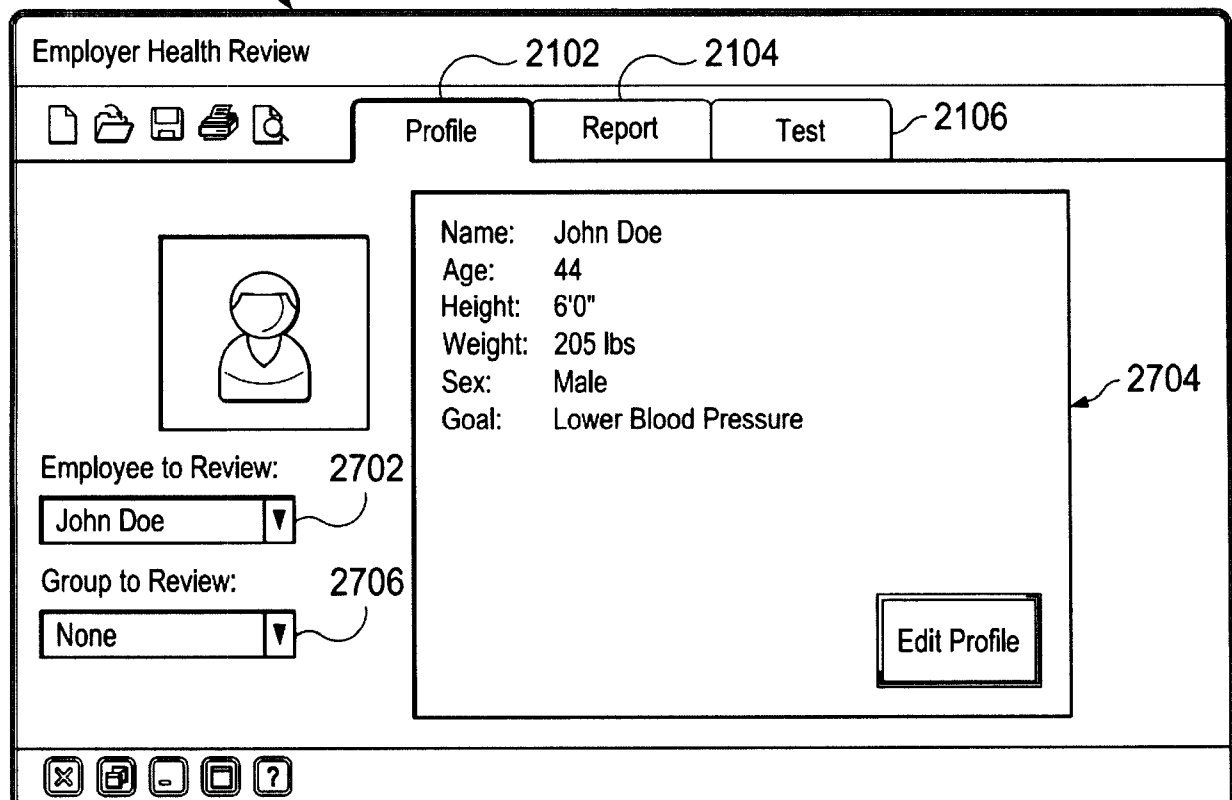 Employer Health Review
2102
2104
Profile
Report
Test
2106
Name: John Doe
Age: 44
Height: 6'0"
Weight: 205 lbs
Sex: Male
Goal: Lower Blood Pressure
2704
Employee to Review:
2702
John Doe
Group to Review:
2706
None
Edit Profile
?